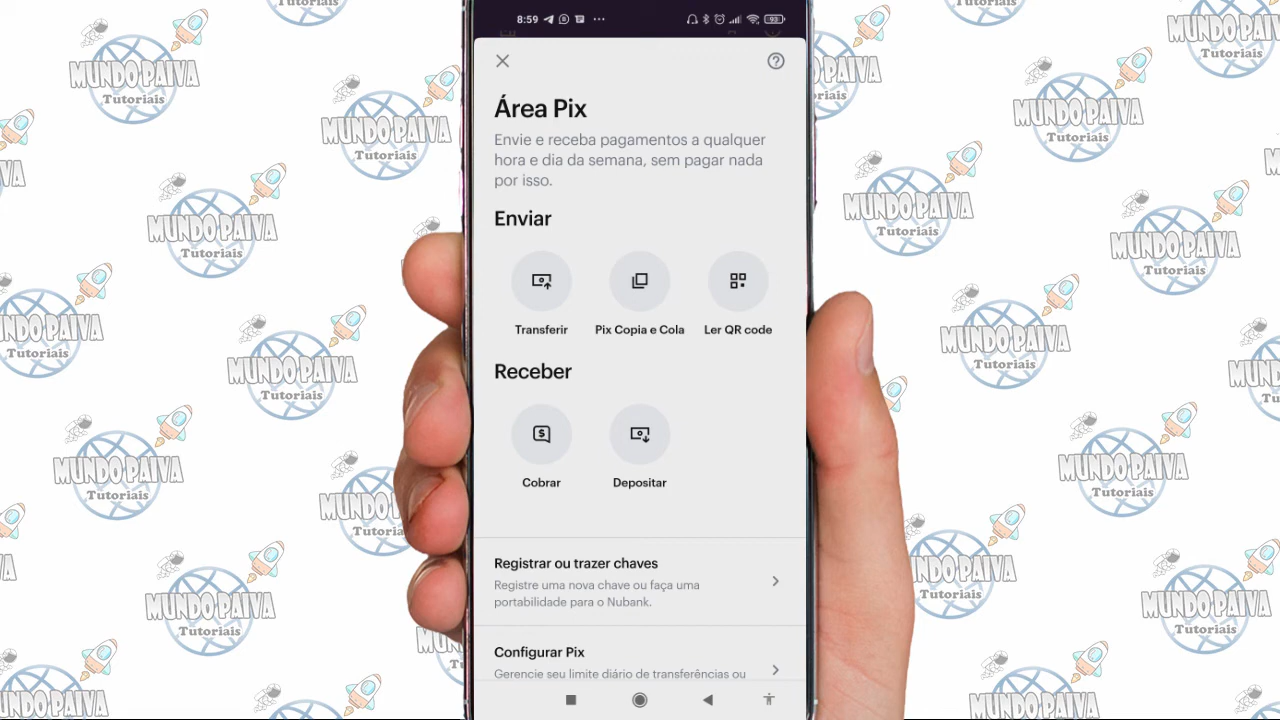 8:59
93
Área Pix
Envie e receba pagamentos a qualquer
hora e dia da semana, sem pagar nada
por isso.
Enviar
Transferir
Pix Copia e Cola
Ler QR code
Receber
Cobrar
Depositar
Registrar ou trazer chaves
Registre uma nova chave ou faça uma
portabilidade para o Nubank.
Configurar Pix
Gerencie seu limite diário de transferências ou
MUNDO PAIVA
Tutoriais